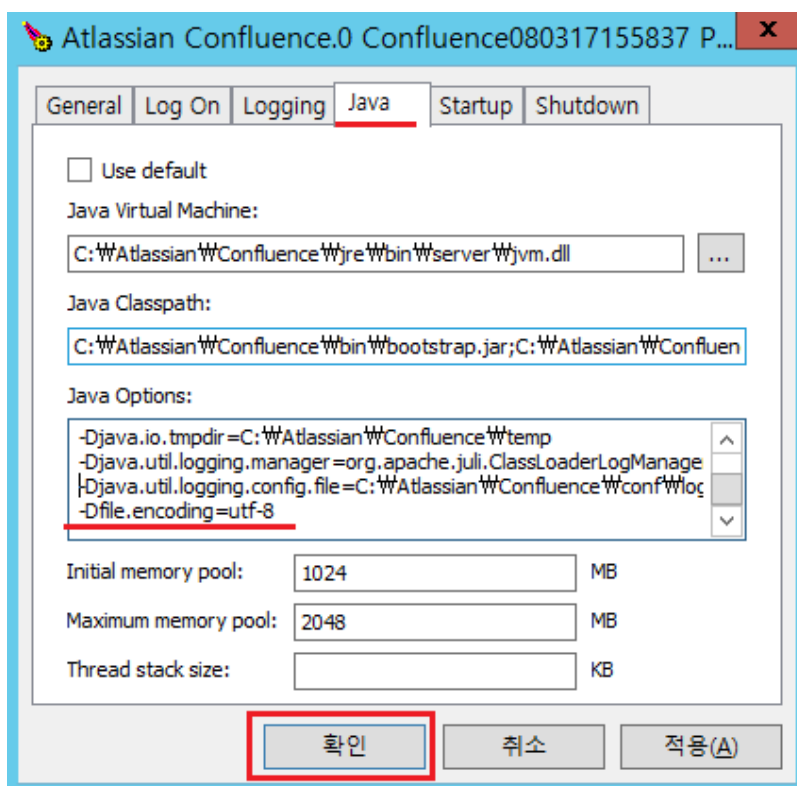 Atlassian Confluence.0 Confluence080317155837 P...
x
General Log On Logging Java Startup Shutdown
Use default
Java Virtual Machine:
C:₩Atlassian₩Confluence₩jre₩bin₩server₩jvm.dll
...
Java Classpath:
C:₩Atlassian₩Confluence₩bin₩bootstrap.jar;C:₩Atlassian₩Confluen
Java Options:
-Djava.io.tmpdir=C:₩Atlassian₩Confluence₩temp
-Djava.util.logging.manager=org.apache.juli.ClassLoaderLogManage
-Djava.util.logging.config.file=C:₩Atlassian₩Confluence₩conf₩log
-Dfile.encoding=utf-8
Initial memory pool: 1024 MB
Maximum memory pool: 2048 MB
Thread stack size: KB
확인 취소 적용(A)